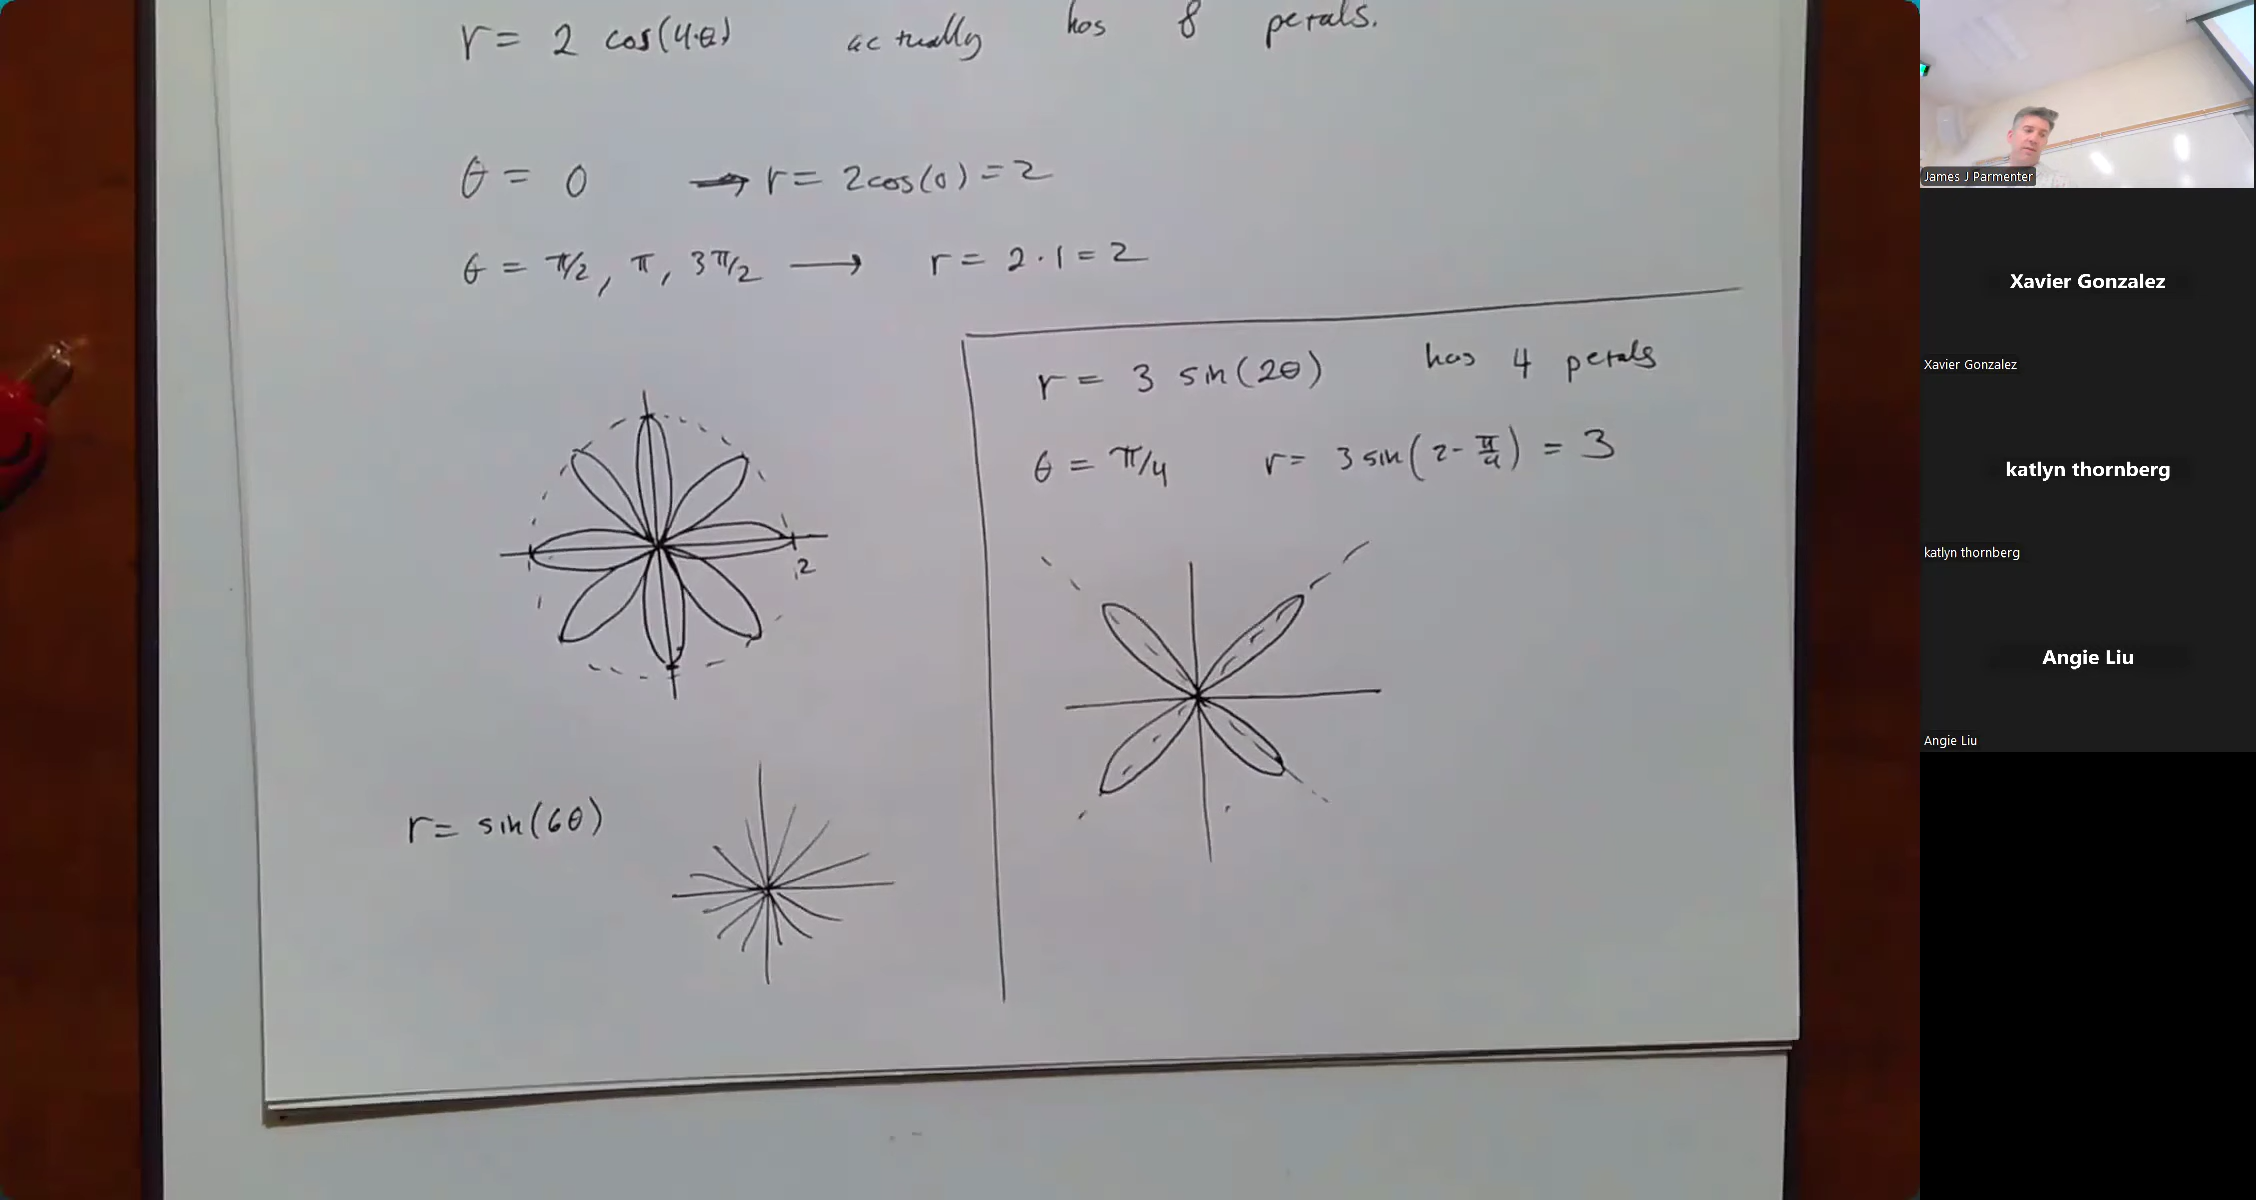 r = 2 cos(4·θ) actually has 8 petals.
θ = 0 → r = 2cos(0) = 2
θ = π/2, π, 3π/2 → r = 2·1 = 2
2
r = sin(6θ)
r = 3 sin(2θ) has 4 petals
θ = π/4 r = 3 sin(2-π/4) = 3
James J Parmenter
Xavier Gonzalez
Xavier Gonzalez
katlyn thornberg
katlyn thornberg
Angie Liu
Angie Liu